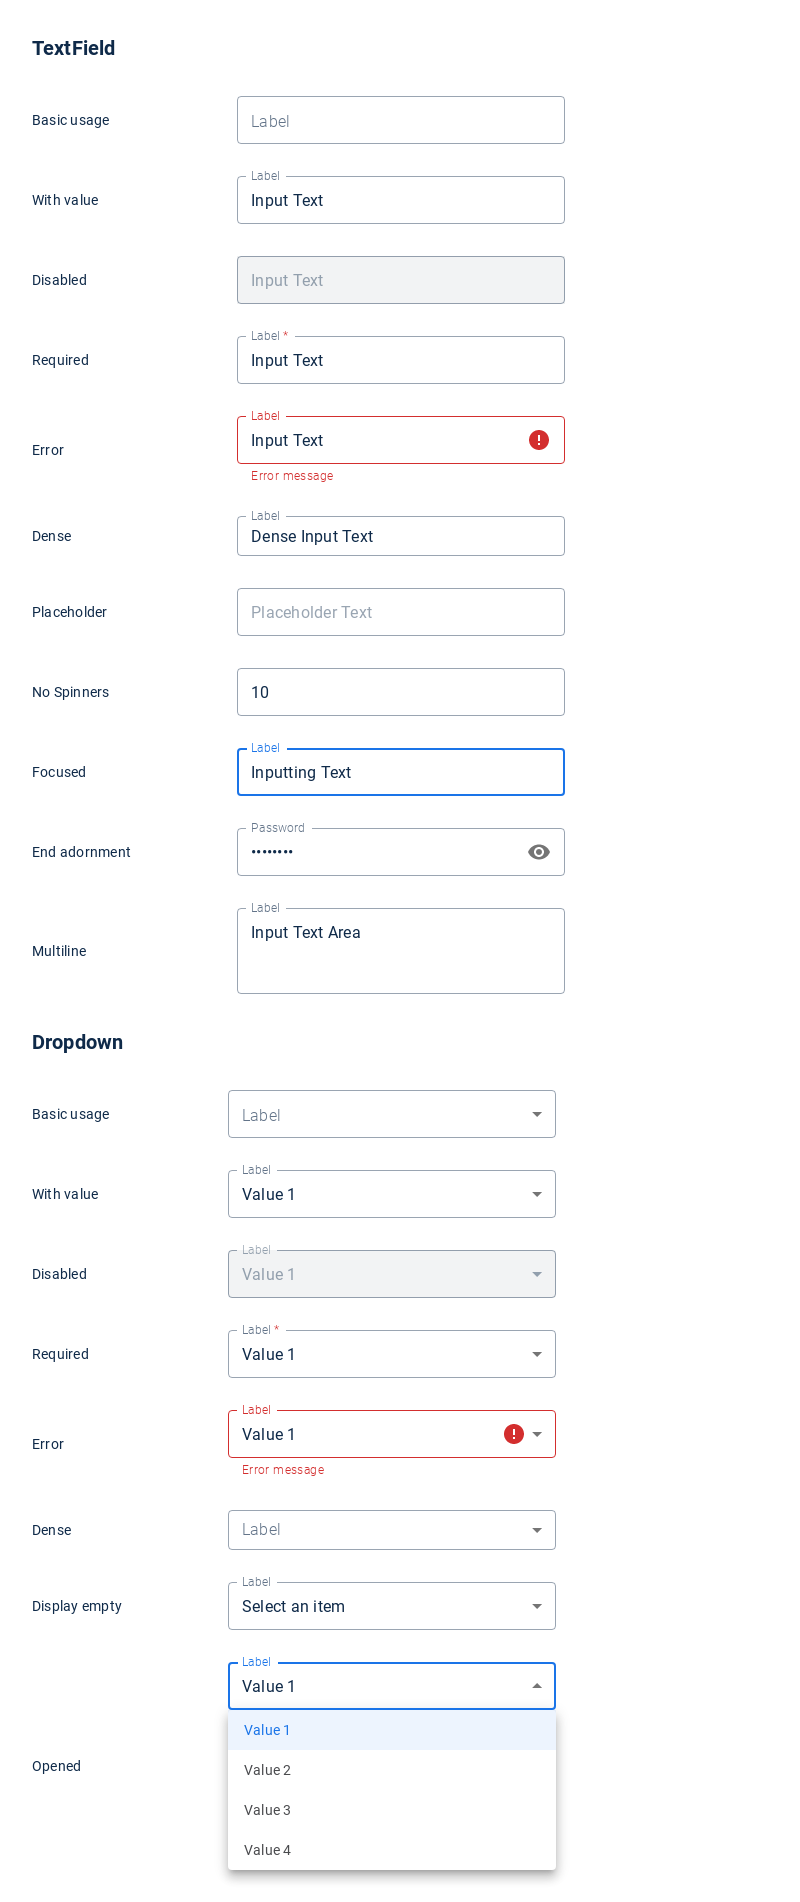 TextField
Basic usage
Label
Label
With value
Input Text
Disabled
Input Text
Label *
Required
Input Text
Label
Input Text
Error
Error message
Label
Dense
Dense Input Text
Placeholder
Placeholder Text
No Spinners
10
Label
Focused
Inputting Text
Password
End adornment
••••••••
Label
Input Text Area
Multiline
Dropdown
Basic usage
Label
Label
With value
Value 1
Label
Disabled
Value 1
Label *
Required
Value 1
Label
Value 1
Error
Error message
Dense
Label
Label
Display empty
Select an item
Label
Value 1
Value 1
Opened
Value 2
Value 3
Value 4